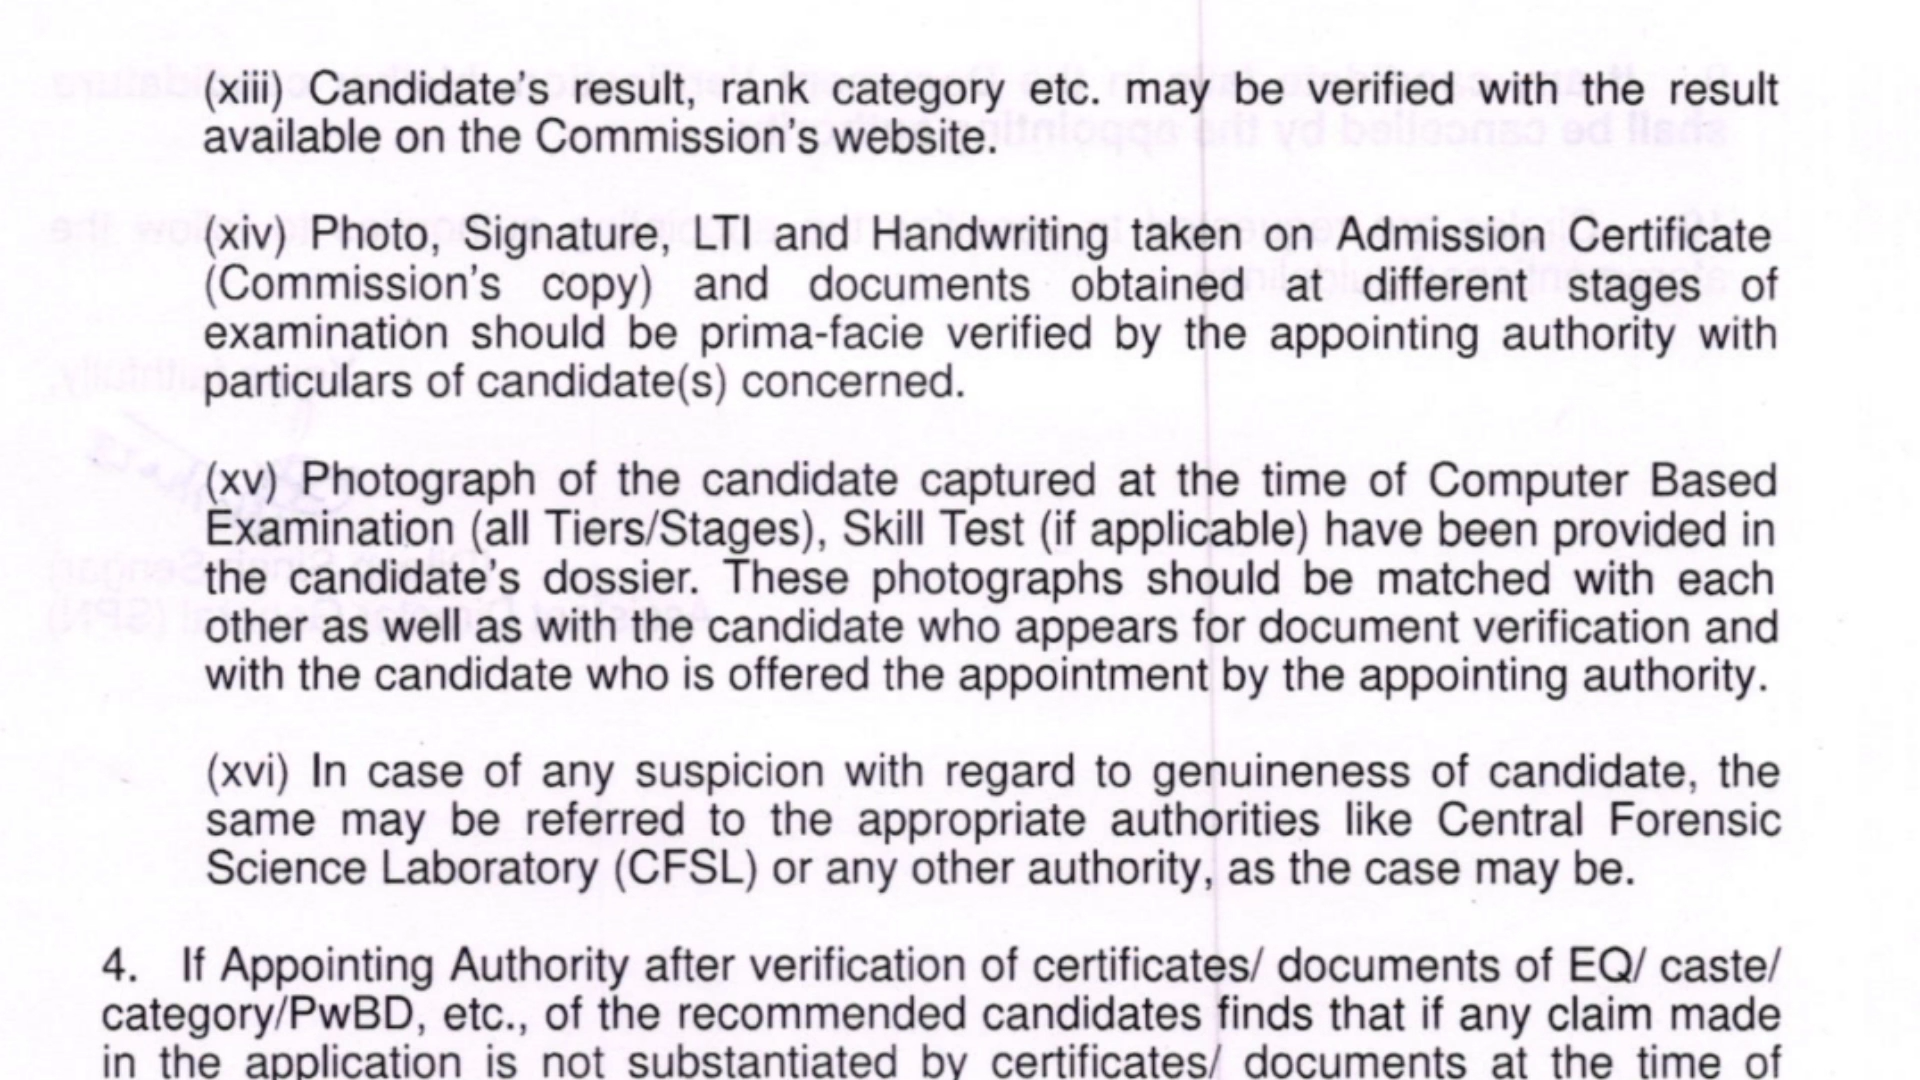 (xiii) Candidate's result, rank category etc. may be verified with the result
available on the Commission's website.
(xiv) Photo, Signature, LTI and Handwriting taken on Admission Certificate
(Commission's copy) and documents obtained at different stages of
examination should be prima-facie verified by the appointing authority with
particulars of candidate(s) concerned.
(xv) Photograph of the candidate captured at the time of Computer Based
Examination (all Tiers/Stages), Skill Test (if applicable) have been provided in
the candidate's dossier. These photographs should be matched with each
other as well as with the candidate who appears for document verification and
with the candidate who is offered the appointment by the appointing authority.
(xvi) In case of any suspicion with regard to genuineness of candidate, the
same may be referred to the appropriate authorities like Central Forensic
Science Laboratory (CFSL) or any other authority, as the case may be.
4. If Appointing Authority after verification of certificates/ documents of EQ/ caste/
category/PwBD, etc., of the recommended candidates finds that if any claim made
in the application is not substantiated by certificates/ documents at the time of